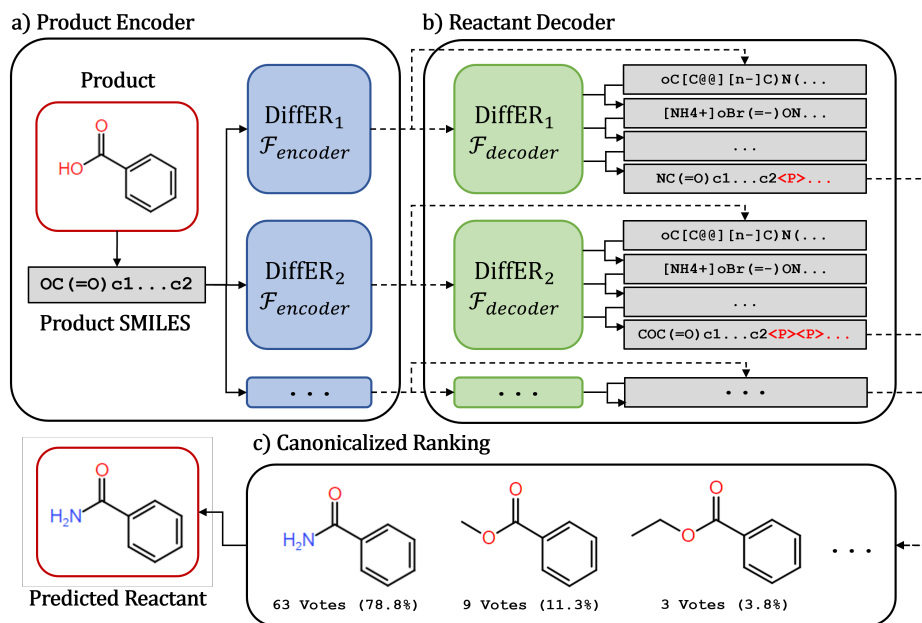 a) Product Encoder
b) Reactant Decoder
Product
O
HO
OC(=O)c1...c2
Product SMILES
DiffER₁
ℱencoder
DiffER₂
ℱencoder
...
DiffER₁
ℱdecoder
DiffER₂
ℱdecoder
...
oC[C@@][n-]C)N(...
[NH4+]oBr(=-)ON...
...
NC(=O)c1...c2<P>...
oC[C@@][n-]C)N(...
[NH4+]oBr(=-)ON...
...
COC(=O)c1...c2<P><P>...
...
c) Canonicalized Ranking
O
H₂N
Predicted Reactant
O
H₂N
63 Votes (78.8%)
O
O
9 Votes (11.3%)
O
O
3 Votes (3.8%)
...